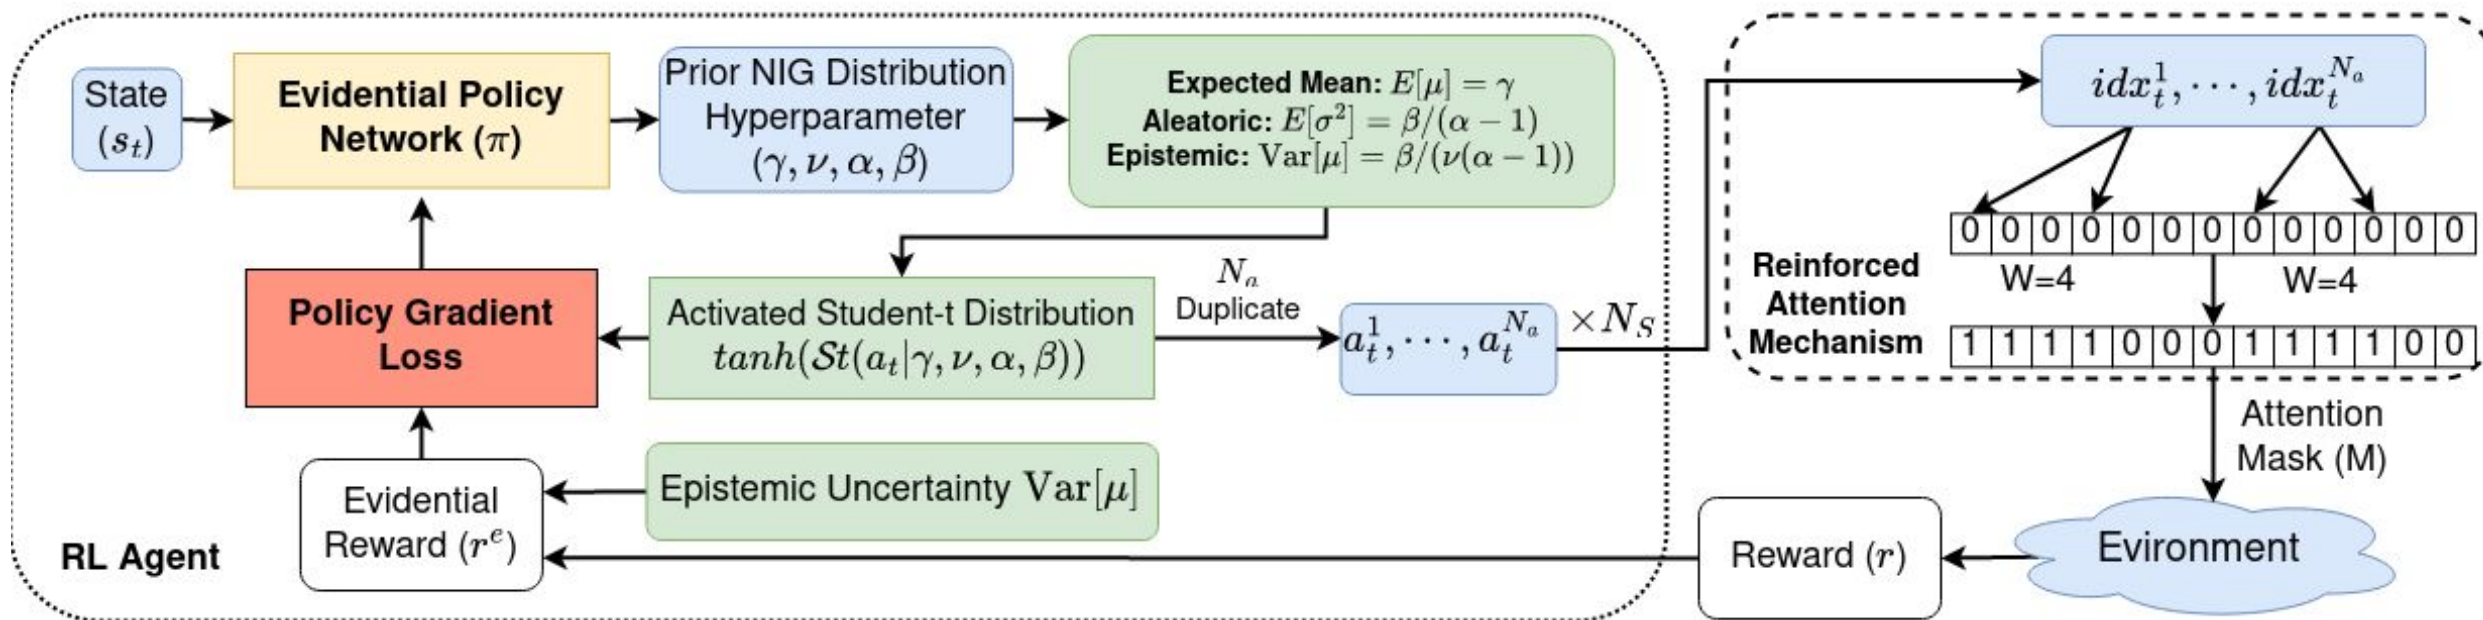 State
(s_t)
Evidential Policy
Network (π)
Prior NIG Distribution
Hyperparameter
(γ, ν, α, β)
Expected Mean: E[μ] = γ
Aleatoric: E[σ²] = β/(α − 1)
Epistemic: Var[μ] = β/(ν(α − 1))
Policy Gradient
Loss
Activated Student-t Distribution
tanh(St(a_t|γ, ν, α, β))
N_a
Duplicate
a_t^1, ⋯, a_t^{N_a}
×N_S
Evidential
Reward (r^e)
Epistemic Uncertainty Var[μ]
RL Agent
idx_t^1, ⋯, idx_t^{N_a}
0 0 0 0 0 0 0 0 0 0 0 0 0
W=4
W=4
Reinforced
Attention
Mechanism
1 1 1 1 0 0 0 1 1 1 1 0 0
Attention
Mask (M)
Evironment
Reward (r)